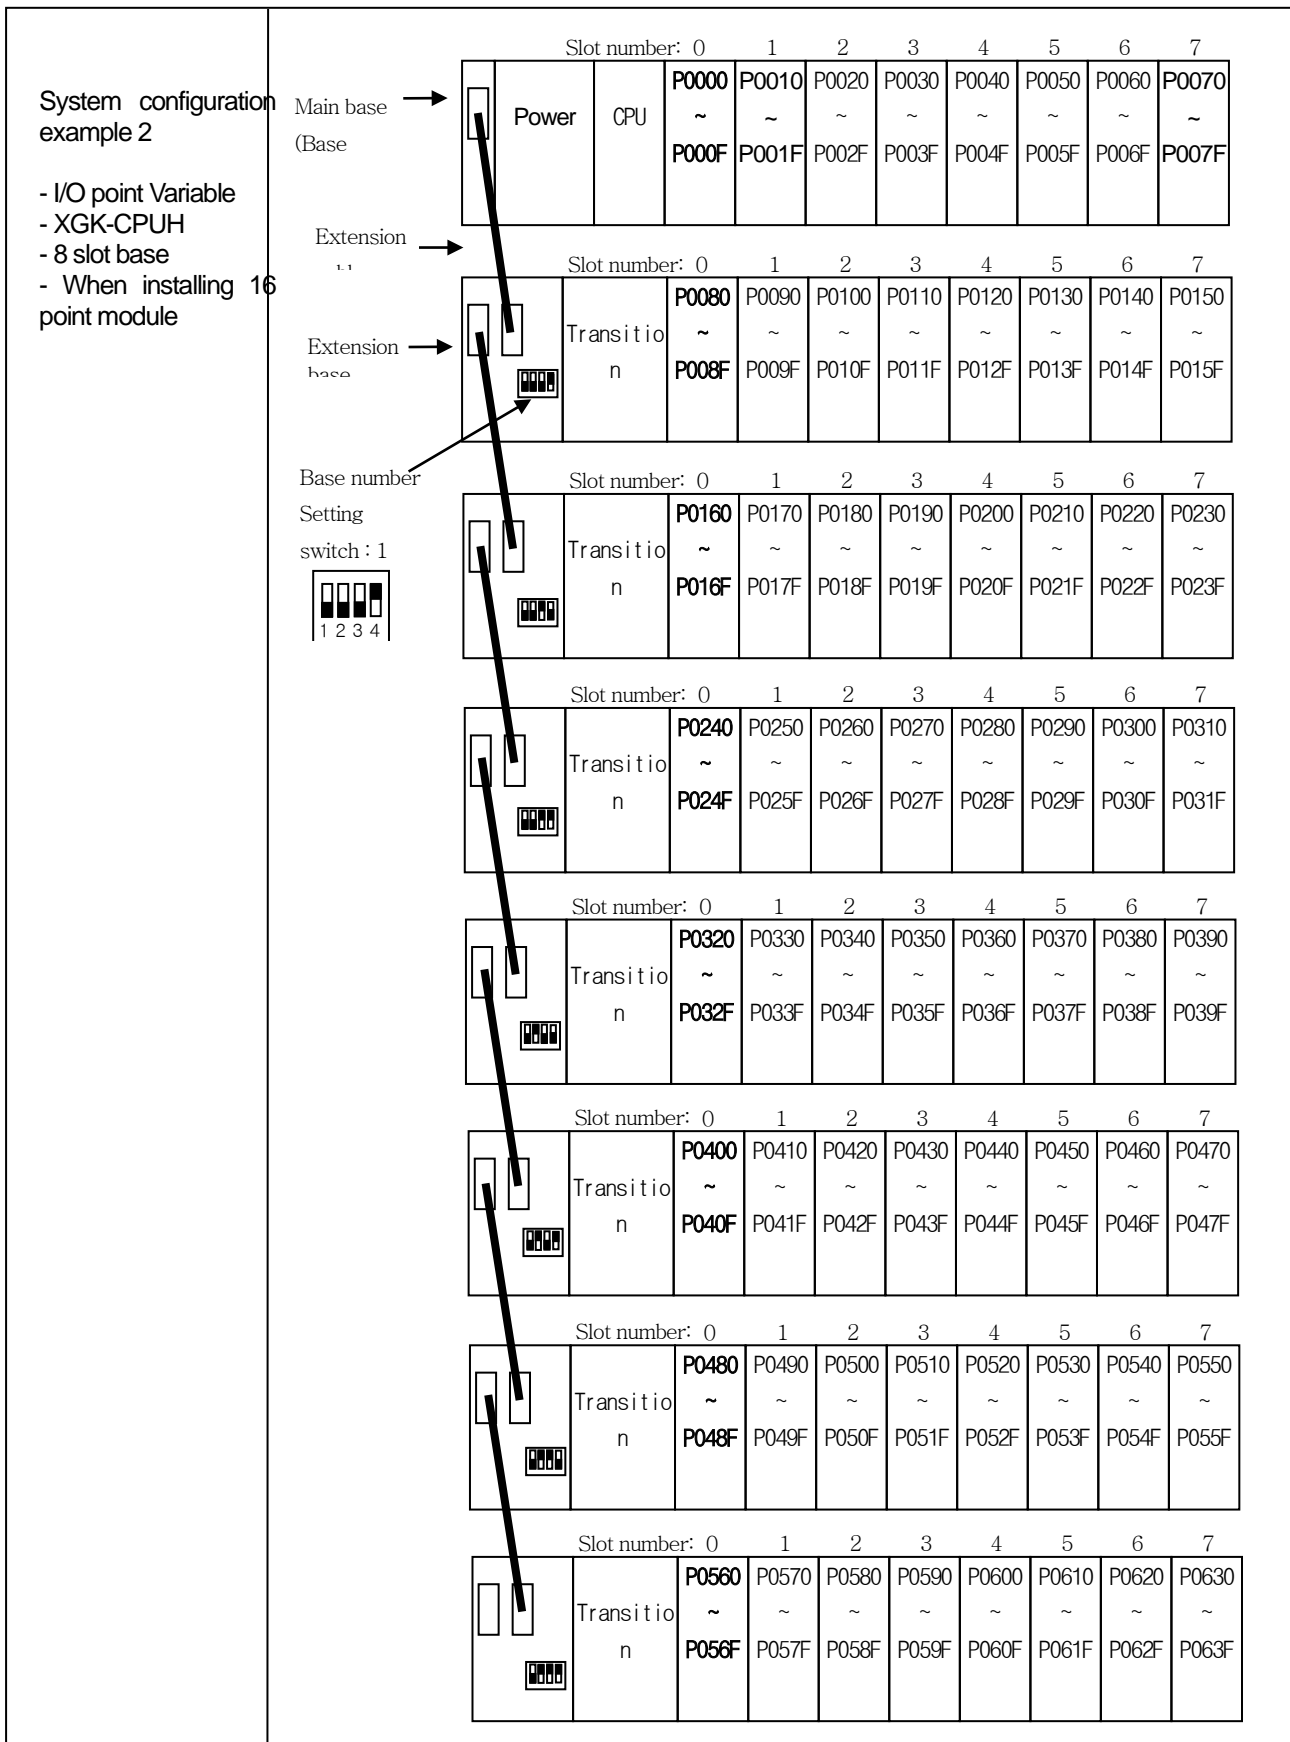 System configuration
example 2
- I/O point Variable
- XGK-CPUH
- 8 slot base
- When installing 16
point module
Main base
(Base
Extension
Extension
base
Base number
Setting
switch : 1
1 2 3 4
Slot number: 0 1 2 3 4 5 6 7
Power CPU
P0000 P0010 P0020 P0030 P0040 P0050 P0060 P0070
~ ~ ~ ~ ~ ~ ~ ~
P000F P001F P002F P003F P004F P005F P006F P007F
Slot number: 0 1 2 3 4 5 6 7
Transitio
n
P0080 P0090 P0100 P0110 P0120 P0130 P0140 P0150
~ ~ ~ ~ ~ ~ ~ ~
P008F P009F P010F P011F P012F P013F P014F P015F
Slot number: 0 1 2 3 4 5 6 7
Transitio
n
P0160 P0170 P0180 P0190 P0200 P0210 P0220 P0230
~ ~ ~ ~ ~ ~ ~ ~
P016F P017F P018F P019F P020F P021F P022F P023F
Slot number: 0 1 2 3 4 5 6 7
Transitio
n
P0240 P0250 P0260 P0270 P0280 P0290 P0300 P0310
~ ~ ~ ~ ~ ~ ~ ~
P024F P025F P026F P027F P028F P029F P030F P031F
Slot number: 0 1 2 3 4 5 6 7
Transitio
n
P0320 P0330 P0340 P0350 P0360 P0370 P0380 P0390
~ ~ ~ ~ ~ ~ ~ ~
P032F P033F P034F P035F P036F P037F P038F P039F
Slot number: 0 1 2 3 4 5 6 7
Transitio
n
P0400 P0410 P0420 P0430 P0440 P0450 P0460 P0470
~ ~ ~ ~ ~ ~ ~ ~
P040F P041F P042F P043F P044F P045F P046F P047F
Slot number: 0 1 2 3 4 5 6 7
Transitio
n
P0480 P0490 P0500 P0510 P0520 P0530 P0540 P0550
~ ~ ~ ~ ~ ~ ~ ~
P048F P049F P050F P051F P052F P053F P054F P055F
Slot number: 0 1 2 3 4 5 6 7
Transitio
n
P0560 P0570 P0580 P0590 P0600 P0610 P0620 P0630
~ ~ ~ ~ ~ ~ ~ ~
P056F P057F P058F P059F P060F P061F P062F P063F